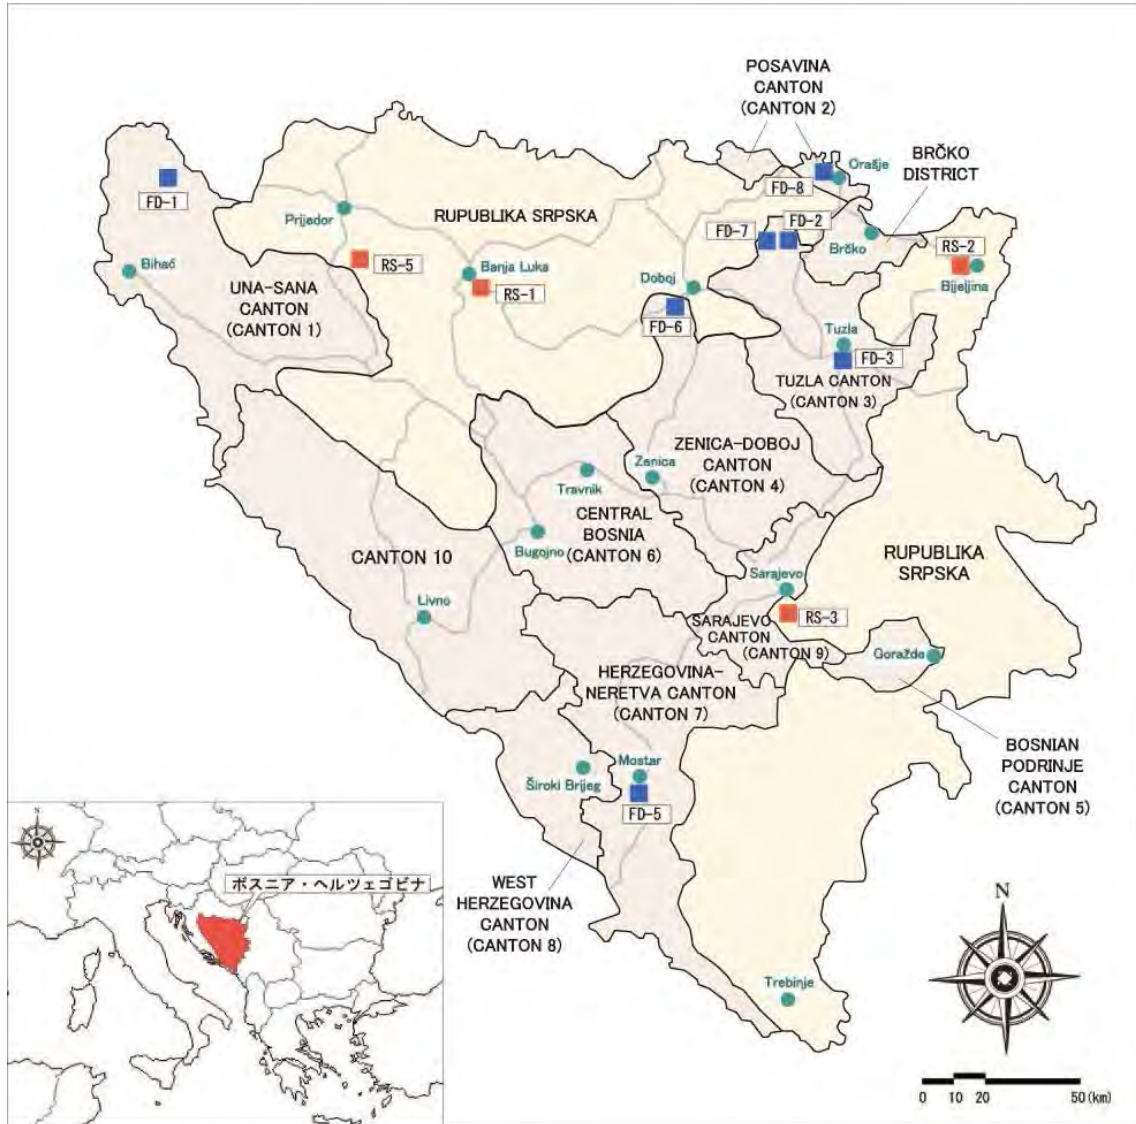 POSAVINA
CANTON
(CANTON 2)
BRČKO
DISTRICT
Orašje
FD-8
FD-1
Prijedor
RUPUBLIKA SRPSKA
FD-7
FD-2
Brčko
RS-2
Bijeljina
Bihać
RS-5
Banja Luka
RS-1
Doboj
UNA-SANA
CANTON
(CANTON 1)
FD-6
Tuzla
FD-3
TUZLA CANTON
(CANTON 3)
ZENICA-DOBOJ
CANTON
(CANTON 4)
Zenica
Travnik
CENTRAL
BOSNIA
(CANTON 6)
Bugojno
CANTON 10
RUPUBLIKA
SRPSKA
Sarajevo
Livno
RS-3
SARAJEVO
CANTON
(CANTON 9)
Goražde
HERZEGOVINA-
NERETVA CANTON
(CANTON 7)
BOSNIAN
PODRINJE
CANTON
(CANTON 5)
Mostar
Široki Brijeg
FD-5
WEST
HERZEGOVINA
CANTON
(CANTON 8)
Trebinje
N
ボスニア・ヘルツェゴビナ
N
0 10 20 50(km)